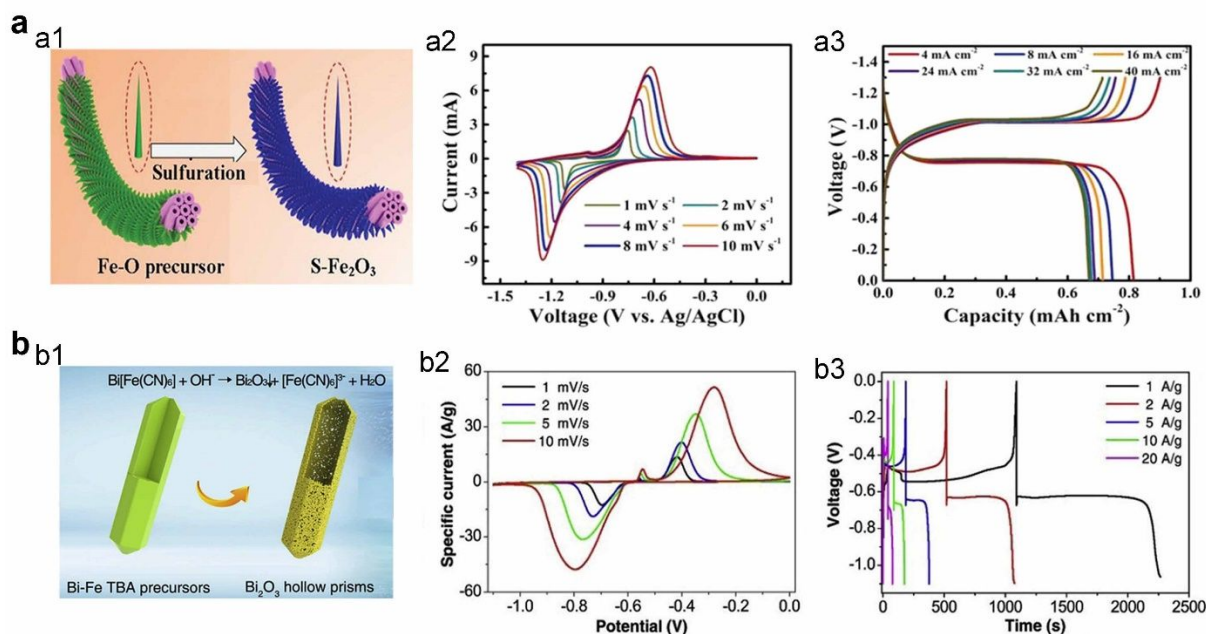 a
a1
Sulfuration
Fe-O precursor
S-Fe₂O₃
a2
Current (mA)
9
6
3
0
-3
-6
-9
1 mV s⁻¹
2 mV s⁻¹
4 mV s⁻¹
6 mV s⁻¹
8 mV s⁻¹
10 mV s⁻¹
-1.5
-1.2
-0.9
-0.6
-0.3
0.0
Voltage (V vs. Ag/AgCl)
a3
4 mA cm⁻²
8 mA cm⁻²
16 mA cm⁻²
24 mA cm⁻²
32 mA cm⁻²
40 mA cm⁻²
Voltage (V)
-1.4
-1.2
-1.0
-0.8
-0.6
-0.4
-0.2
0.0
0.0
0.2
0.4
0.6
0.8
1.0
Capacity (mAh cm⁻²)
b
b1
Bi[Fe(CN)₆] + OH⁻ → Bi₂O₃↓ + [Fe(CN)₆]³⁻ + H₂O
Bi-Fe TBA precursors
Bi₂O₃ hollow prisms
b2
Specific current (A/g)
60
30
0
-30
-60
1 mV/s
2 mV/s
5 mV/s
10 mV/s
-1.0
-0.8
-0.6
-0.4
-0.2
0.0
Potential (V)
b3
Voltage (V)
0.0
-0.2
-0.4
-0.6
-0.8
-1.0
1 A/g
2 A/g
5 A/g
10 A/g
20 A/g
0
500
1000
1500
2000
2500
Time (s)